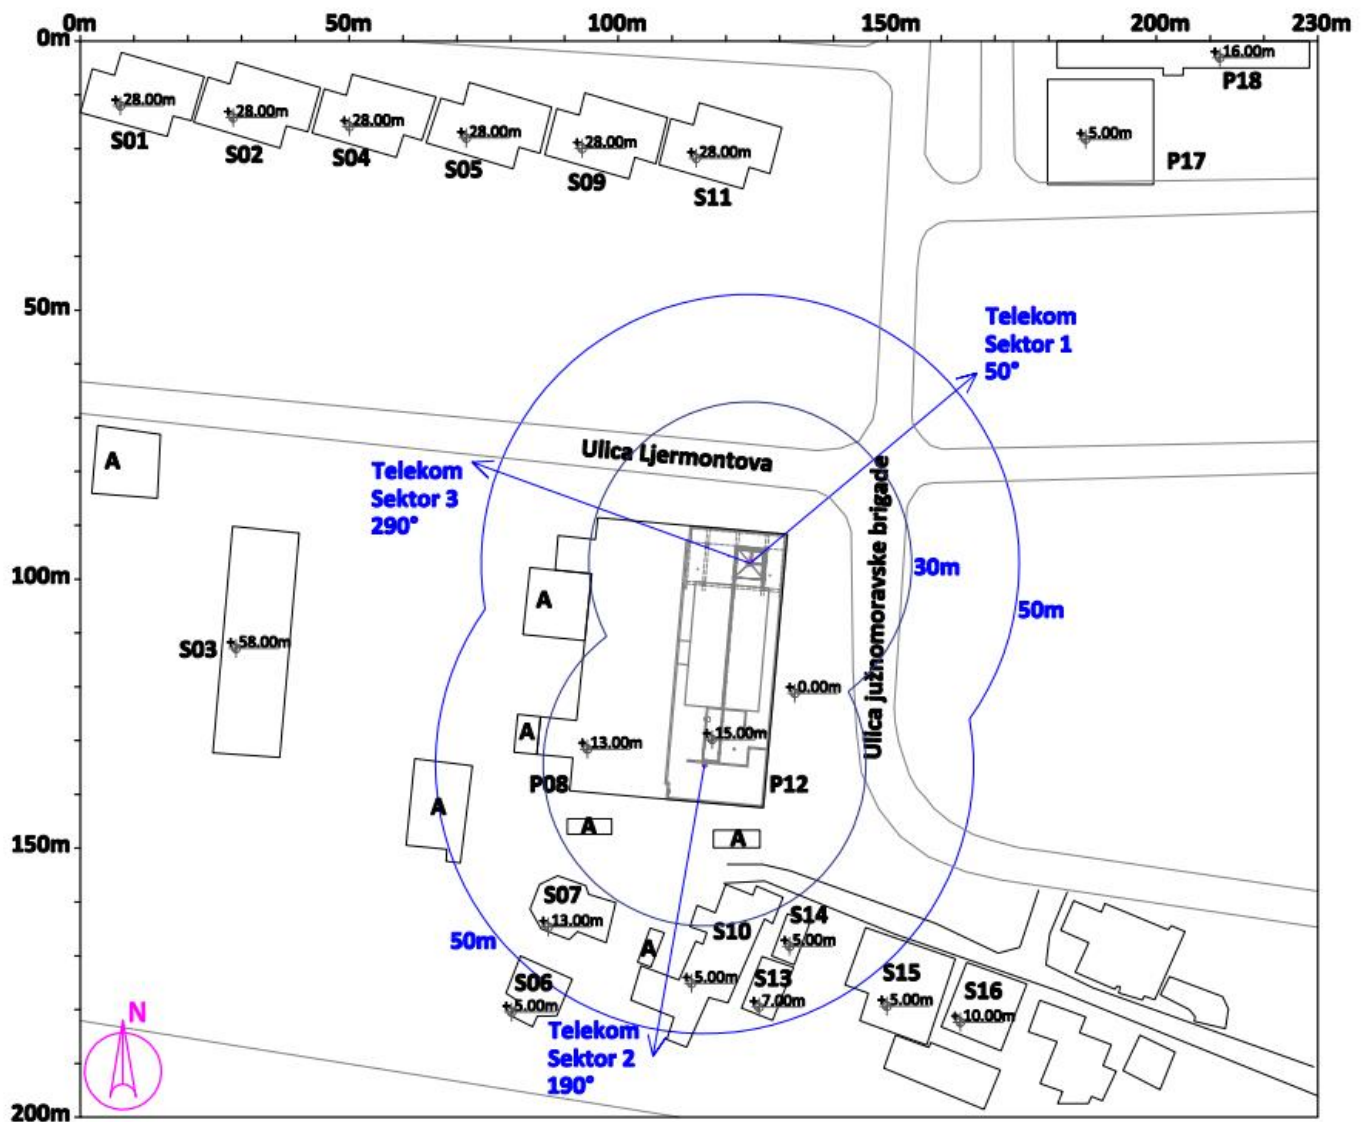 0m
50m
100m
150m
200m
230m
0m
50m
100m
150m
200m
+28.00m
S01
+28.00m
S02
+28.00m
S04
+28.00m
S05
+28.00m
S09
+28.00m
S11
+16.00m
P18
+5.00m
P17
Telekom
Sektor 1
50°
Ulica Ljermontova
Telekom
Sektor 3
290°
Ulica južnomoravske brigade
30m
50m
A
A
S03
+58.00m
+0.00m
A
+13.00m
+15.00m
P08
P12
A
A
A
S07
+13.00m
50m
A
S10
S14
+5.00m
S06
+5.00m
+5.00m
S13
+7.00m
S15
+5.00m
S16
+10.00m
Telekom
Sektor 2
190°
N